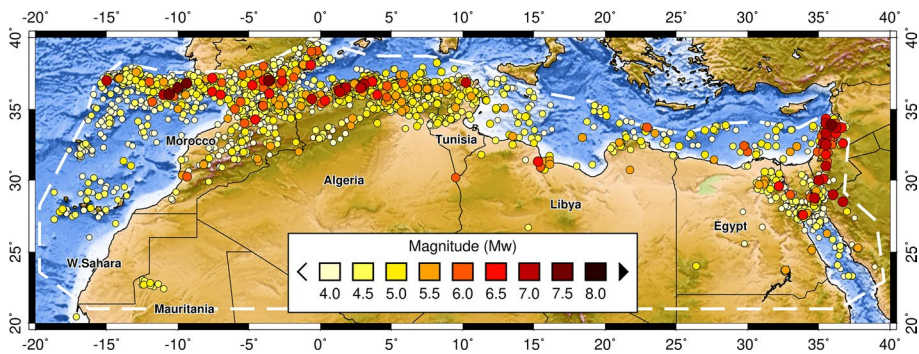 -20° -15° -10° -5° 0° 5° 10° 15° 20° 25° 30° 35° 40°
40° 40°
35° 35°
Morocco
Tunisia
30° 30°
Algeria
Libya
Egypt
25° 25°
W.Sahara
Mauritania
Magnitude (Mw)
4.0 4.5 5.0 5.5 6.0 6.5 7.0 7.5 8.0
20° 20°
-20° -15° -10° -5° 0° 5° 10° 15° 20° 25° 30° 35° 40°